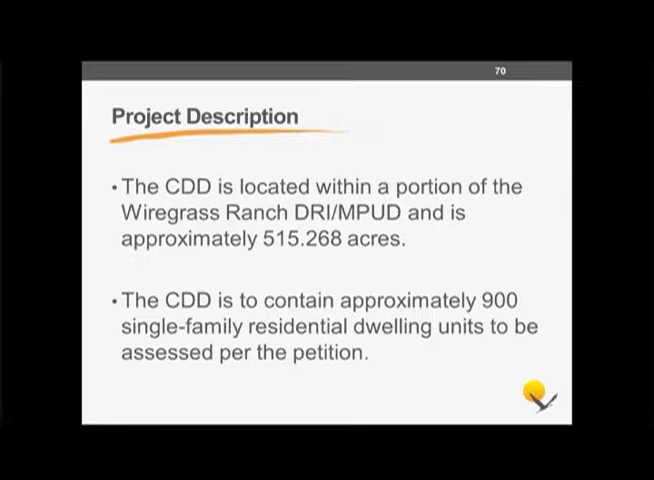 70
Project Description
• The CDD is located within a portion of the
Wiregrass Ranch DRI/MPUD and is
approximately 515.268 acres.
• The CDD is to contain approximately 900
single-family residential dwelling units to be
assessed per the petition.